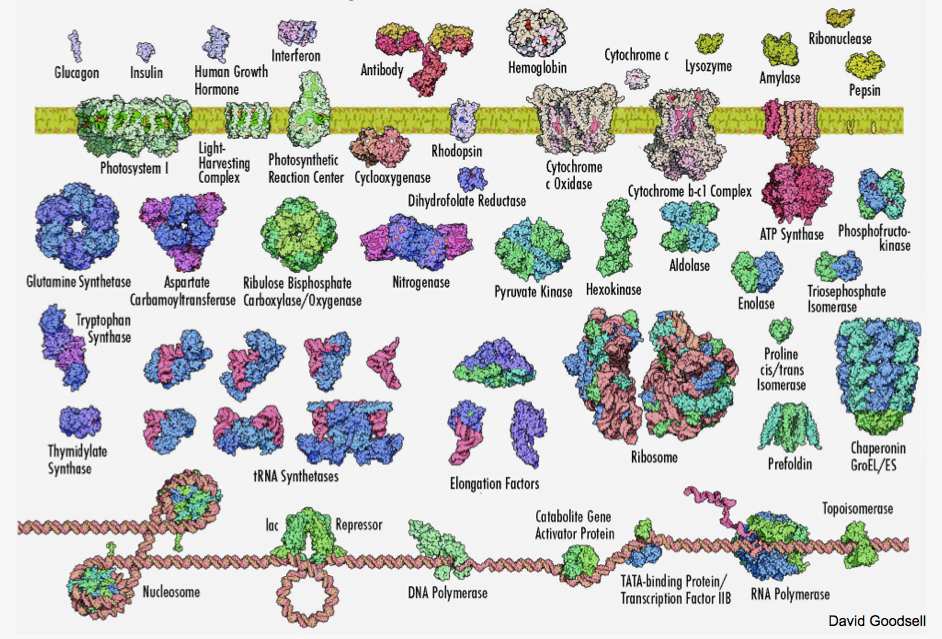 Glucagon
Insulin
Human Growth
Hormone
Interferon
Antibody
Hemoglobin
Cytochrome c
Lysozyme
Amylase
Ribonuclease
Pepsin
Photosystem I
Light-
Harvesting
Complex
Photosynthetic
Reaction Center
Cyclooxygenase
Rhodopsin
Dihydrofolate Reductase
Cytochrome
c Oxidase
Cytochrome b-c1 Complex
ATP Synthase
Phosphofructo-
kinase
Glutamine Synthetase
Aspartate
Carbamoyltransferase
Ribulose Bisphosphate
Carboxylase/Oxygenase
Nitrogenase
Pyruvate Kinase
Hexokinase
Aldolase
Enolase
Triosephosphate
Isomerase
Tryptophan
Synthase
Thymidylate
Synthase
tRNA Synthetases
Elongation Factors
Ribosome
Proline
cis/trans
Isomerase
Prefoldin
Chaperonin
GroEL/ES
Nucleosome
lac Repressor
DNA Polymerase
Catabolite Gene
Activator Protein
TATA-binding Protein/
Transcription Factor IIB
RNA Polymerase
Topoisomerase
David Goodsell